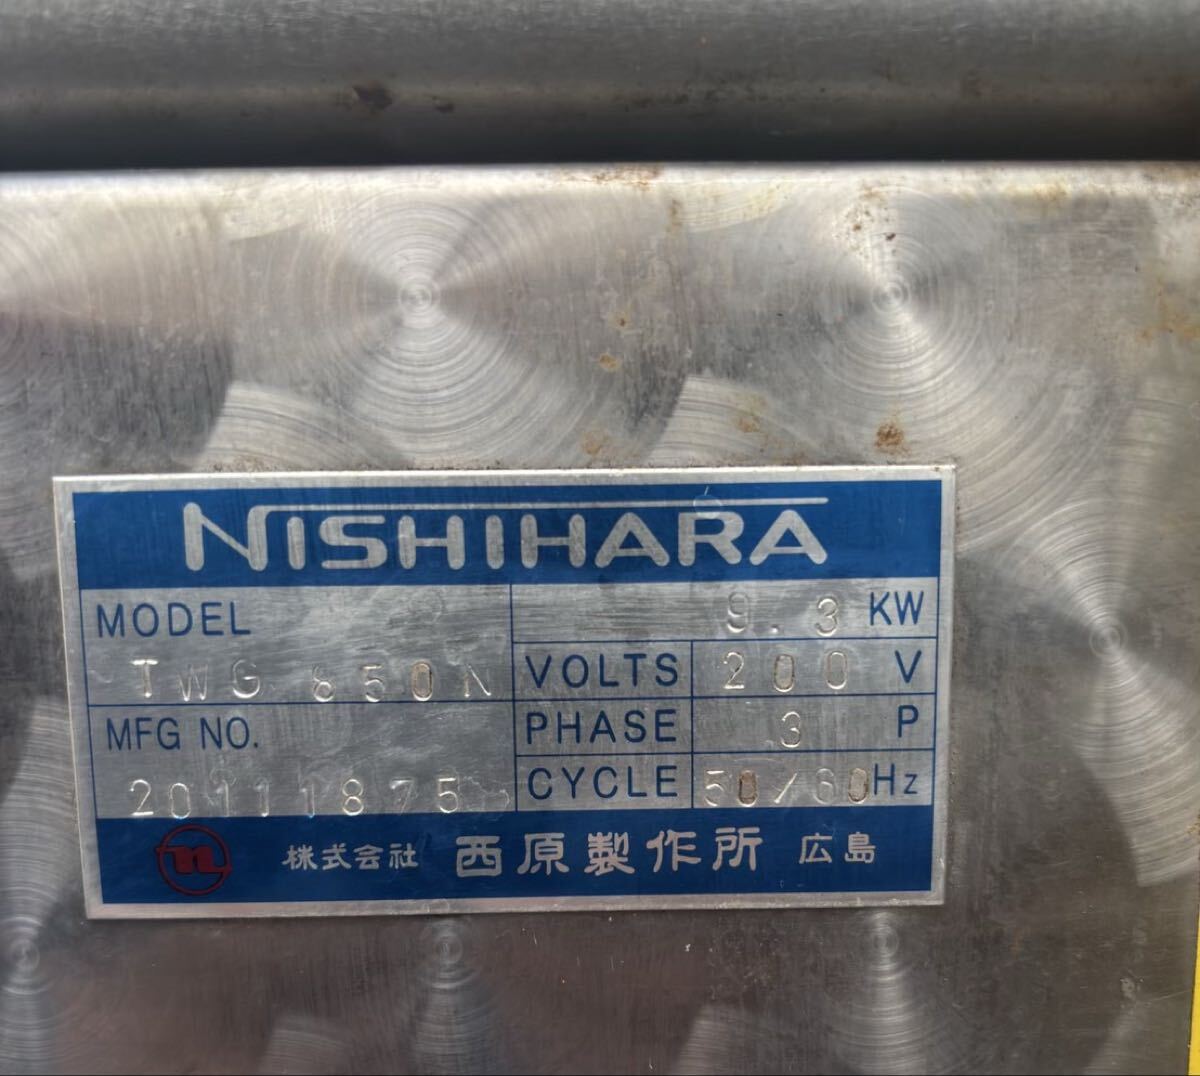 NISHIHARA
MODEL
TWG 850N
MFG NO.
20111875
9.3 KW
VOLTS 200 V
PHASE 3 P
CYCLE 50/60 Hz
n 株式会社 西原製作所 広島